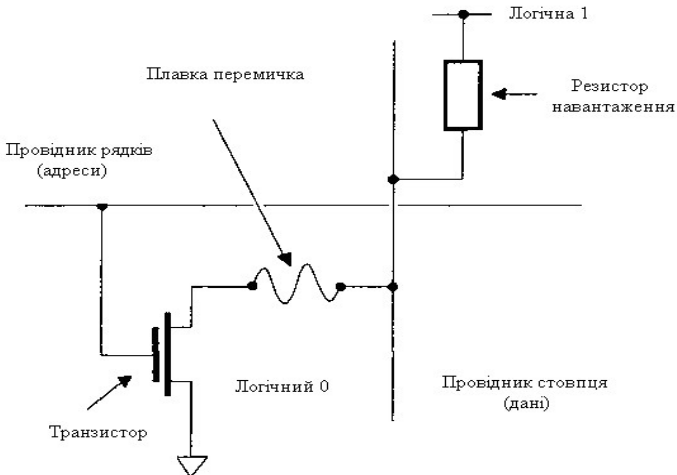 Логічна 1
Плавка перемичка
Резистор
навантаження
Провідник рядків
(адреси)
Логічний 0
Провідник стовпця
(дані)
Транзистор